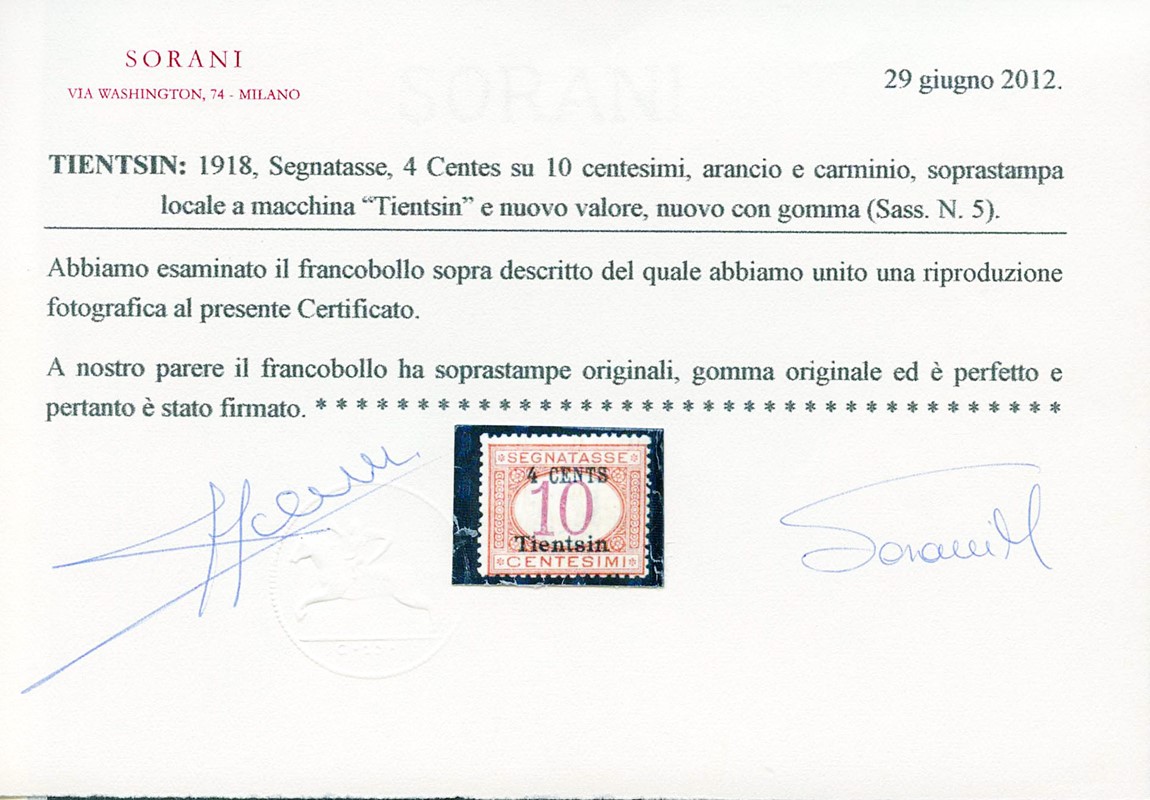 SORANI
VIA WASHINGTON, 74 - MILANO
29 giugno 2012.
TIENTSIN: 1918, Segnatasse, 4 Centes su 10 centesimi, arancio e carminio, soprastampa
locale a macchina “Tientsin” e nuovo valore, nuovo con gomma (Sass. N. 5).
Abbiamo esaminato il francobollo sopra descritto del quale abbiamo unito una riproduzione
fotografica al presente Certificato.
A nostro parere il francobollo ha soprastampe originali, gomma originale ed è perfetto e
pertanto è stato firmato. * * * * * * * * * * * * * * * * * * * * * * * * * * * * * * * * * * * * *
SEGNATASSE
4 CENTS
10
Tientsin
CENTESIMI
SORANI